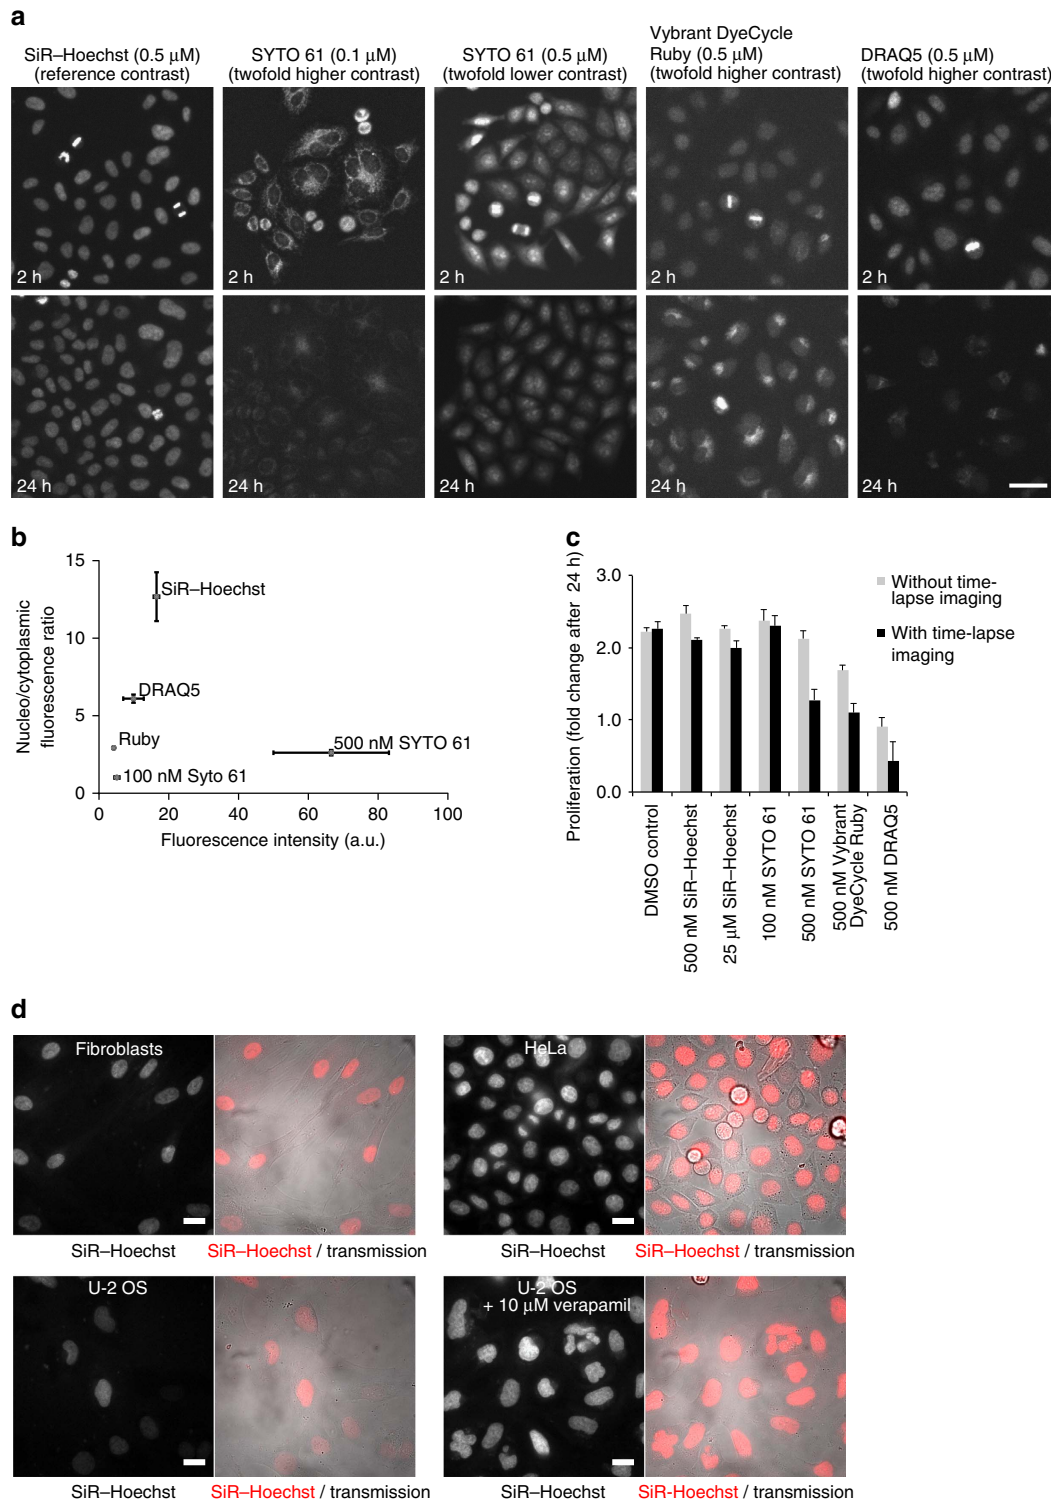 a
SiR–Hoechst (0.5 μM)
(reference contrast)
SYTO 61 (0.1 μM)
(twofold higher contrast)
SYTO 61 (0.5 μM)
(twofold lower contrast)
Vybrant DyeCycle
Ruby (0.5 μM)
(twofold higher contrast)
DRAQ5 (0.5 μM)
(twofold higher contrast)
2 h
2 h
2 h
2 h
2 h
24 h
24 h
24 h
24 h
24 h
b
Nucleo/cytoplasmic
fluorescence ratio
15
10
5
0
SiR–Hoechst
DRAQ5
Ruby
500 nM SYTO 61
100 nM Syto 61
0
20
40
60
80
100
Fluorescence intensity (a.u.)
c
Proliferation (fold change after 24 h)
3.0
2.0
1.0
0.0
Without time-
lapse imaging
With time-lapse
imaging
DMSO control
500 nM SiR–Hoechst
25 μM SiR–Hoechst
100 nM SYTO 61
500 nM SYTO 61
500 nM Vybrant
DyeCycle Ruby
500 nM DRAQ5
d
Fibroblasts
HeLa
SiR–Hoechst
SiR–Hoechst / transmission
SiR–Hoechst
SiR–Hoechst / transmission
U-2 OS
U-2 OS
+ 10 μM verapamil
SiR–Hoechst
SiR–Hoechst / transmission
SiR–Hoechst
SiR-Hoechst / transmission